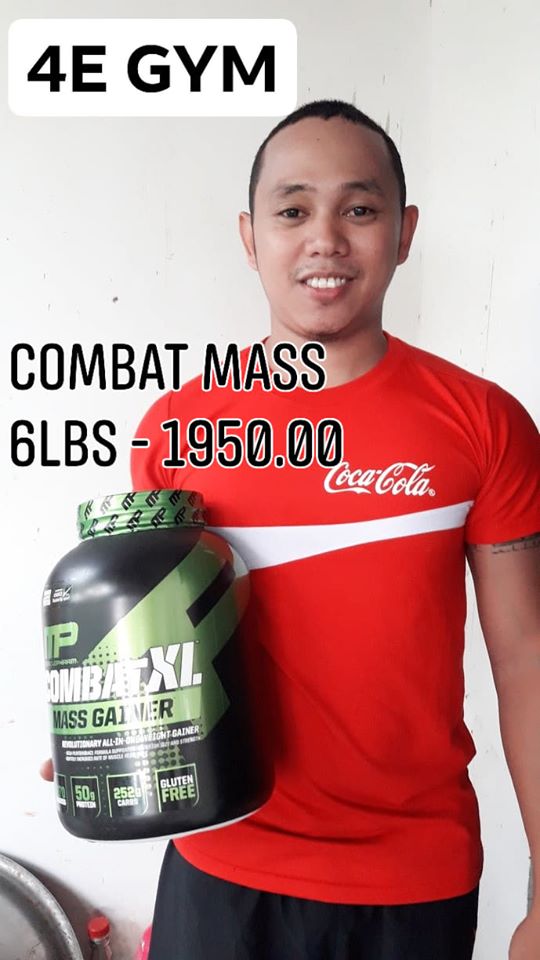 4E GYM
COMBAT MASS
6LBS - 1950.00
Coca-Cola
MP
COMBAT XL
MASS GAINER
REVOLUTIONARY ALL-IN-ONE WEIGHT GAINER
50g
PROTEIN
252g
CARBS
GLUTEN
FREE